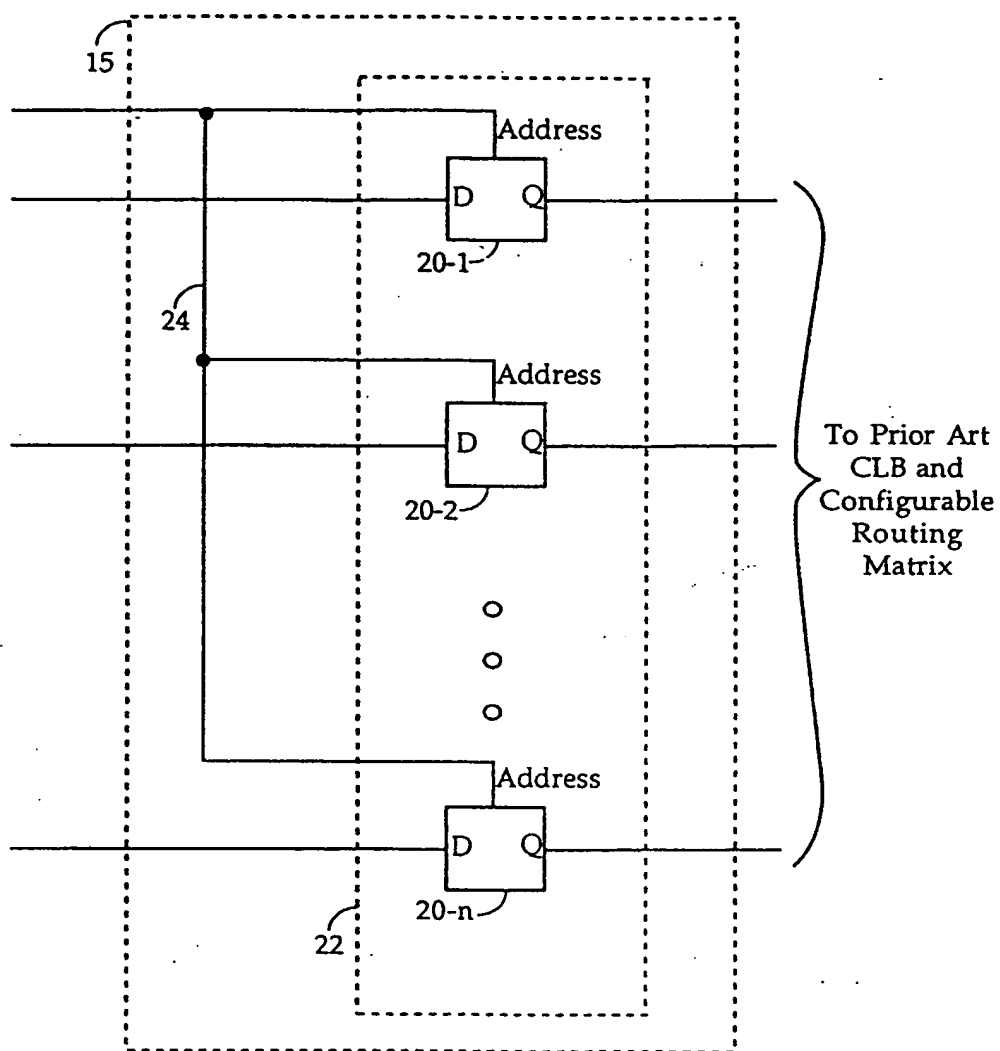 15
Address
D Q
20-1
24
Address
D Q
20-2
To Prior Art
CLB and
Configurable
Routing
Matrix
Address
D Q
20-n
22